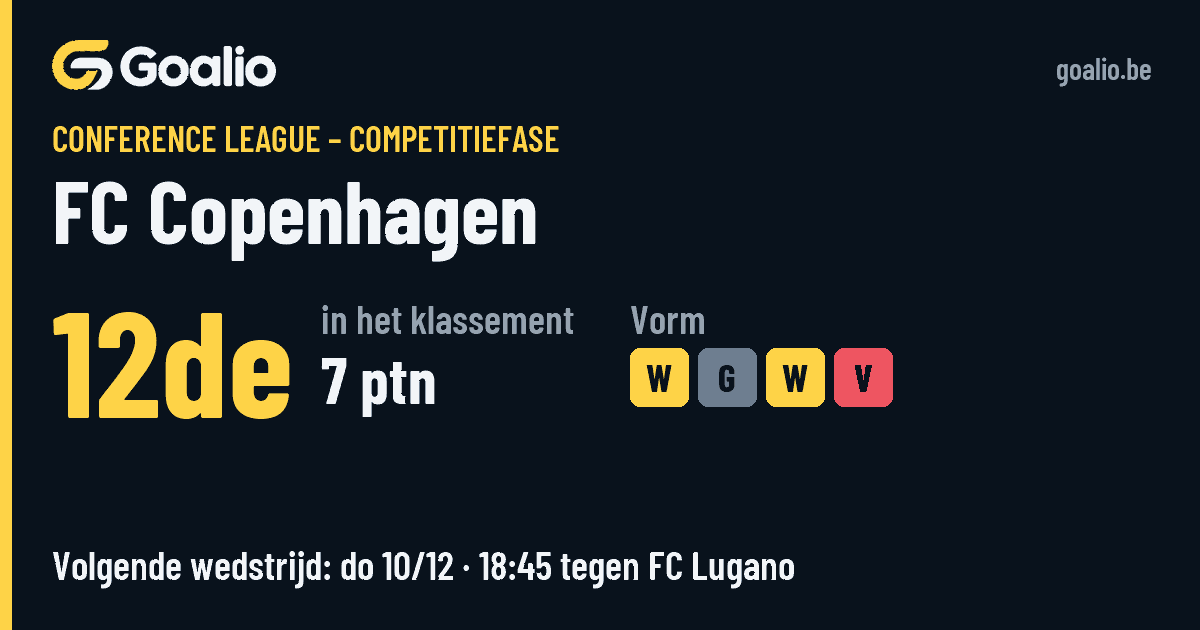 Goalio
goalio.be
CONFERENCE LEAGUE – COMPETITIEFASE
FC Copenhagen
12de
in het klassement
7 ptn
Vorm
W G W V
Volgende wedstrijd: do 10/12 · 18:45 tegen FC Lugano